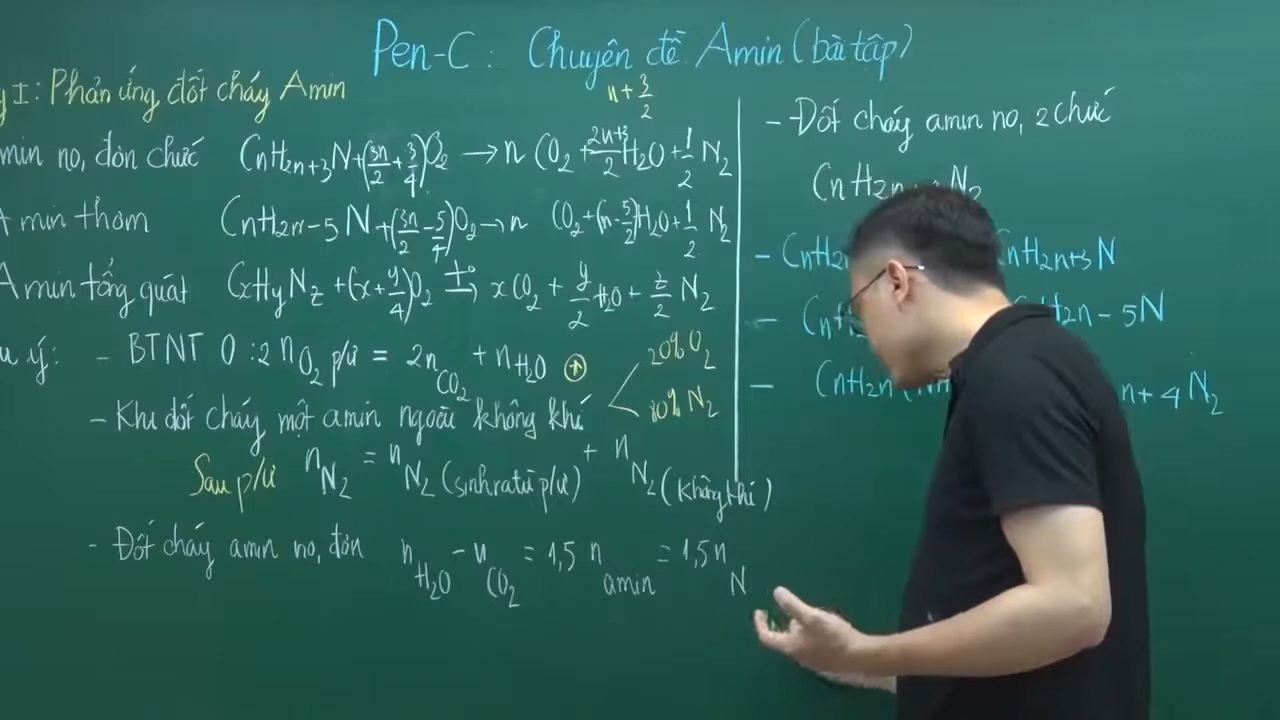 Pen-C: Chuyên đề Amin (bài tập)
g I: Phản ứng đốt cháy Amin
min no, đơn chức CnH2n+3N + (3n/2 + 3/4)O2 → n CO2 + 2n+3/2 H2O + 1/2 N2
n + 3/2
Amin thơm CnH2n-5N + (3n/2 - 5/4)O2 → n CO2 + (n - 5/2)H2O + 1/2 N2
Amin tổng quát CxHyNz + (x + y/4)O2 t° → x CO2 + y/2 H2O + z/2 N2
u ý: - BTNT O: 2nO2 p/ư = 2nCO2 + nH2O (*)
20% O2
80% N2
- Khi đốt cháy một amin ngoài không khí
Sau p/ư nN2 = nN2 (sinh ra từ p/ư) + nN2 (không khí)
- Đốt cháy amin no, đơn nH2O - nCO2 = 1,5 namin = 1,5 nN
- Đốt cháy amin no, 2 chức
CnH2n N2
- CnH2n CnH2n+3N
- Cn H2n-5N
- CnH2n n+4N2